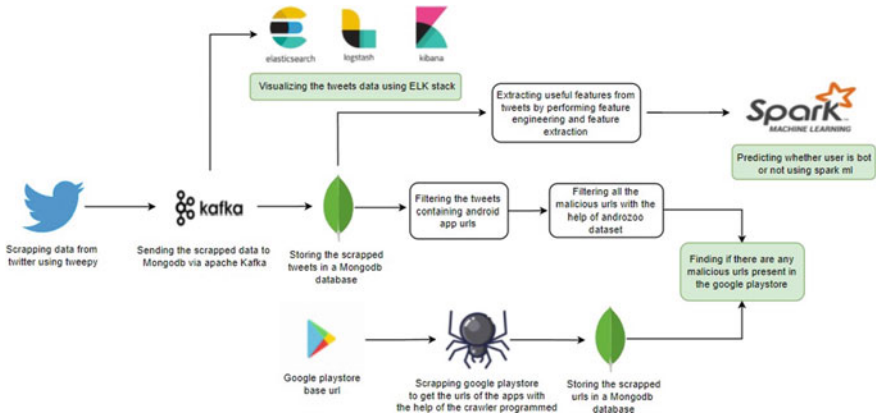 elasticsearch
logstash
kibana
Visualizing the tweets data using ELK stack
Extracting useful features from
tweets by performing feature
engineering and feature
extraction
Spark
MACHINE LEARNING
Predicting whether user is bot
or not using spark ml
kafka
Scrapping data from
twitter using tweepy
Sending the scrapped data to
Mongodb via apache Kafka
Storing the scrapped
tweets in a Mongodb
database
Filtering the tweets
containing android
app urls
Filtering all the
malicious urls with the
help of androzoo
dataset
Finding if there are any
malicious urls present in
the google playstore
Google playstore
base url
Scrapping google playstore
to get the urls of the apps with
the help of the crawler programmed
Storing the scrapped
urls in a Mongodb
database